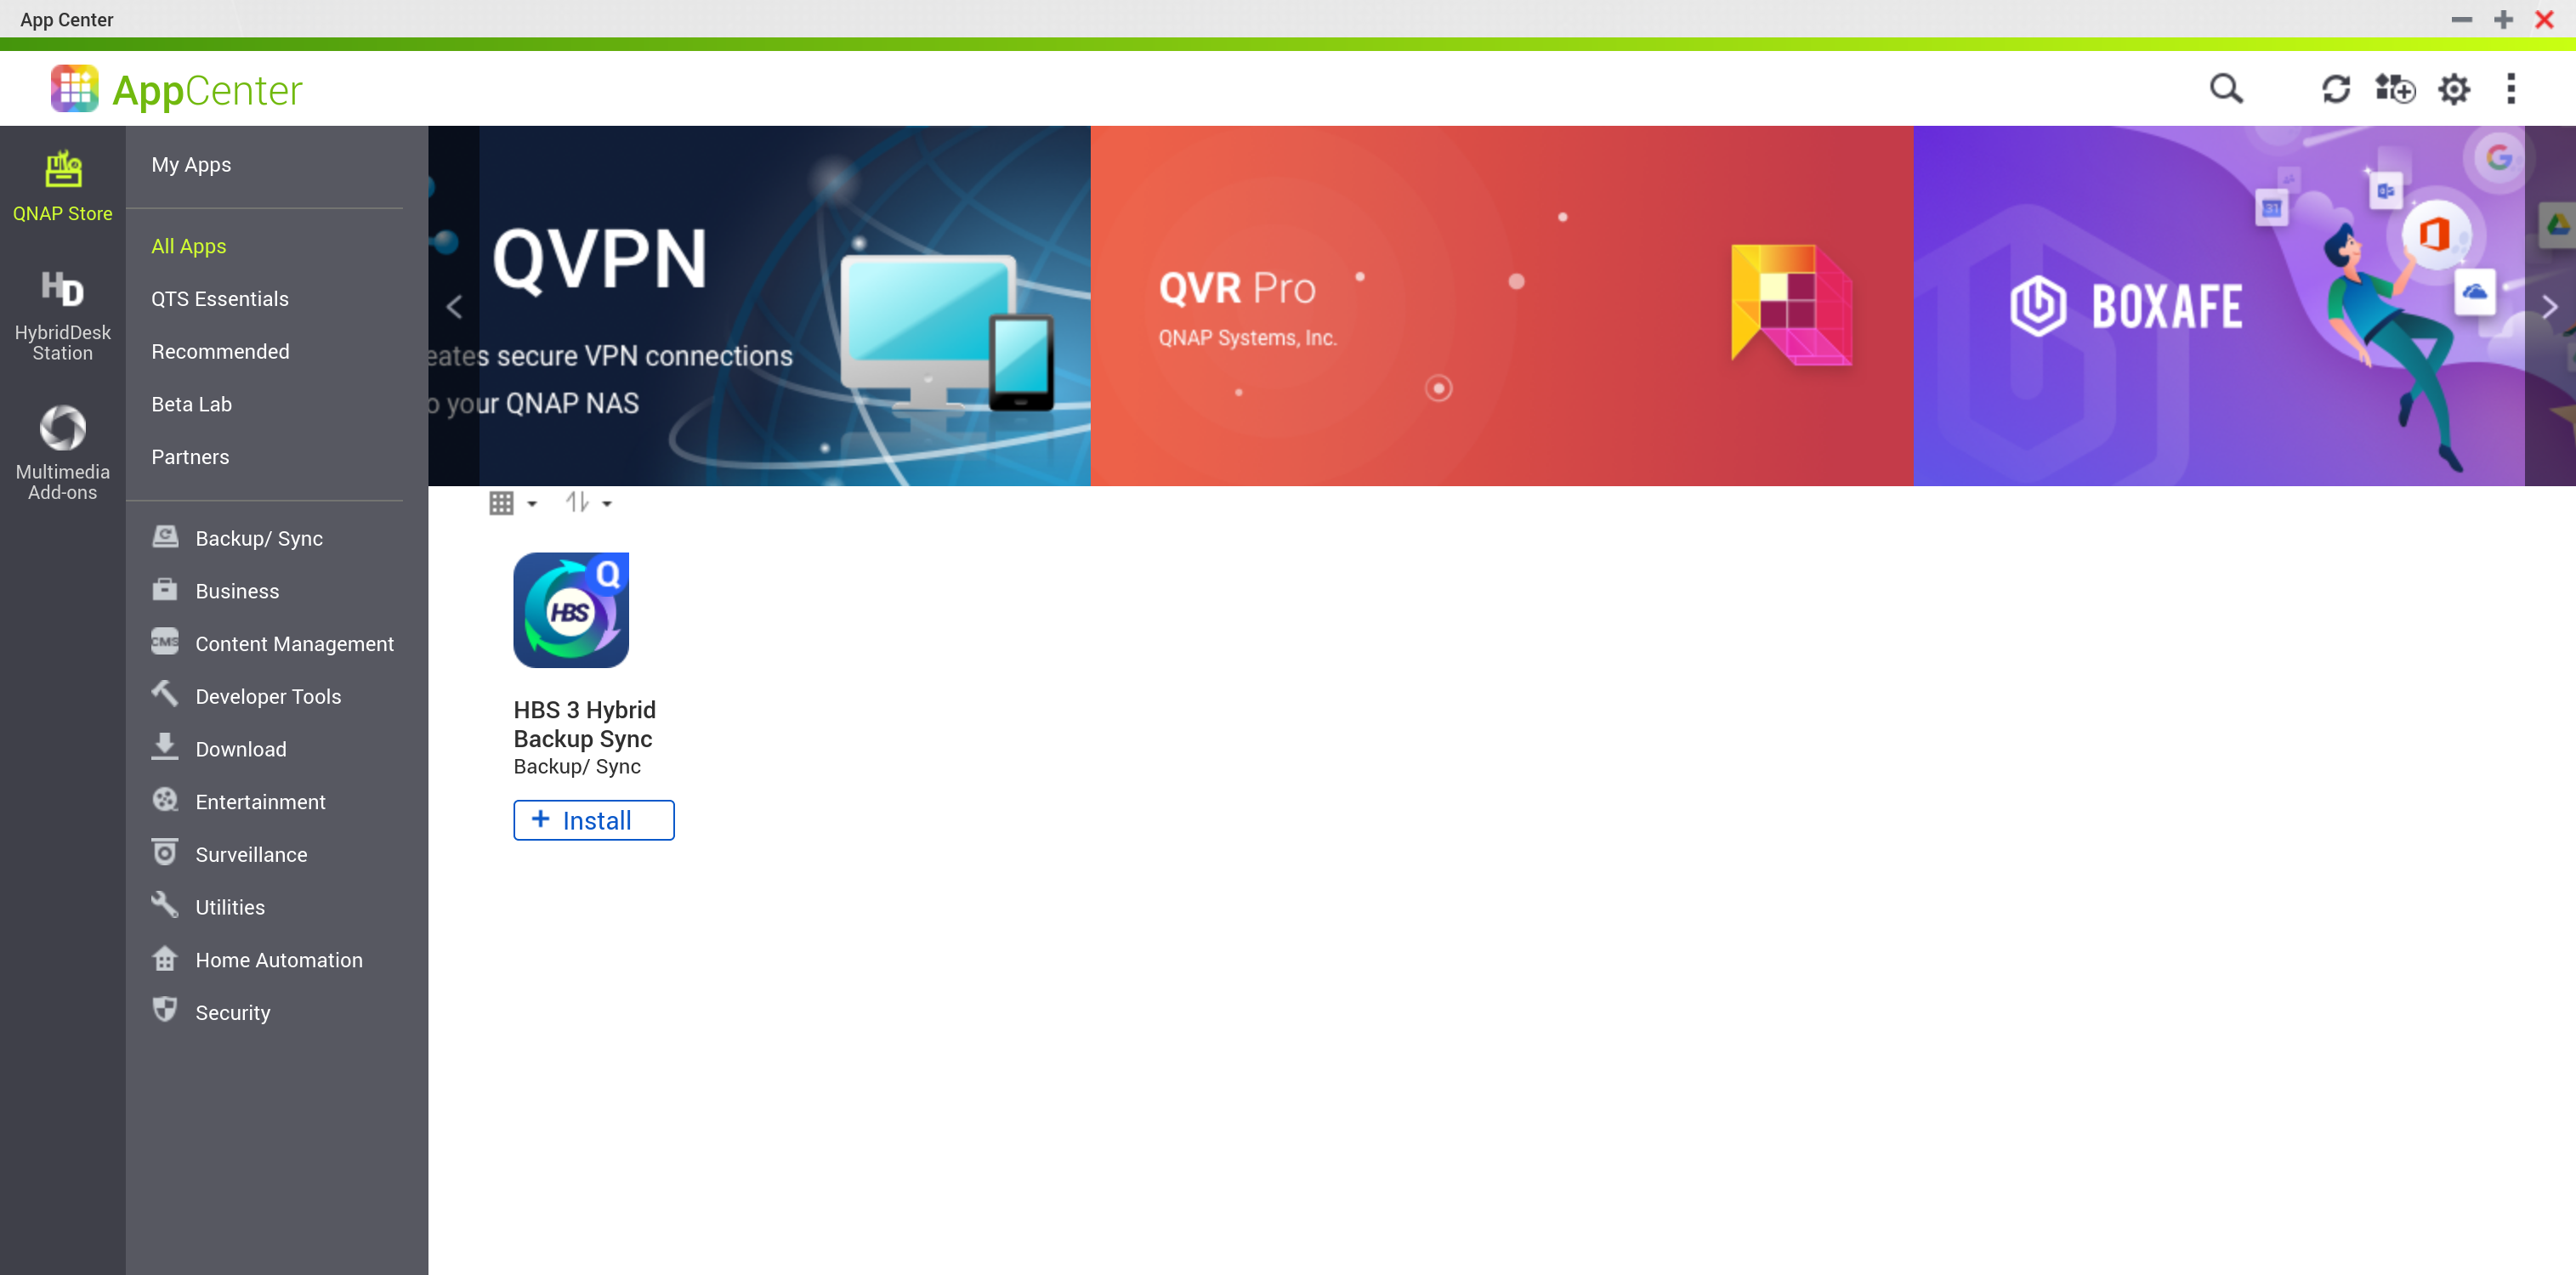 App Center
AppCenter
QNAP Store
HybridDesk
Station
Multimedia
Add-ons
My Apps
All Apps
QTS Essentials
Recommended
Beta Lab
Partners
Backup/ Sync
Business
CMS
Content Management
Developer Tools
Download
Entertainment
Surveillance
Utilities
Home Automation
Security
QVPN
eates secure VPN connections
o your QNAP NAS
QVR Pro
QNAP Systems, Inc.
BOXAFE
31
G
Q
HBS
HBS 3 Hybrid
Backup Sync
Backup/ Sync
+ Install